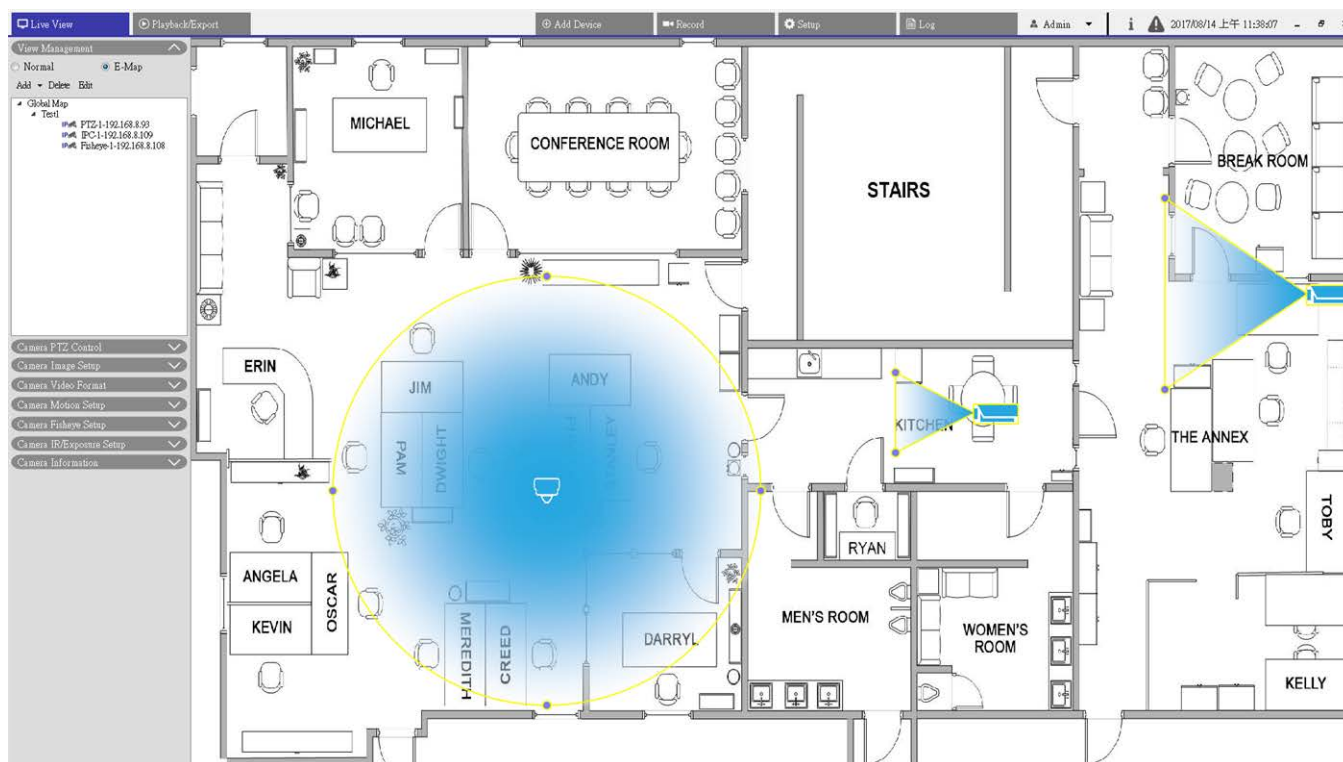 Live View
Playback/Export
Add Device
Record
Setup
Log
Admin
2017/08/14 上午 11:38:07
View Management
Normal
E-Map
Add
Delete
Edit
Global Map
Test1
PTZ-1-192.168.8.93
IPC-1-192.168.8.109
Fisheye-1-192.168.8.108
Camera PTZ Control
Camera Image Setup
Camera Video Format
Camera Motion Setup
Camera Fisheye Setup
Camera IR/Exposure Setup
Camera Information
MICHAEL
CONFERENCE ROOM
STAIRS
BREAK ROOM
ERIN
JIM
ANDY
PAM
DWIGHT
STANLEY
KITCHEN
THE ANNEX
TOBY
RYAN
ANGELA
KEVIN
OSCAR
MEREDITH
CREED
DARRYL
MEN'S ROOM
WOMEN'S
ROOM
KELLY